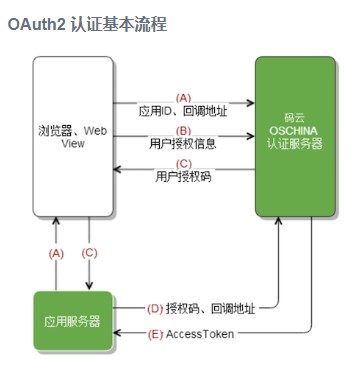 OAuth2 认证基本流程
(A)
应用ID、回调地址
浏览器、Web
View
(B)
用户授权信息
(C)
用户授权码
码云
OSCHINA
认证服务器
(A)
(C)
应用服务器
(D) 授权码、回调地址
(E) AccessToken